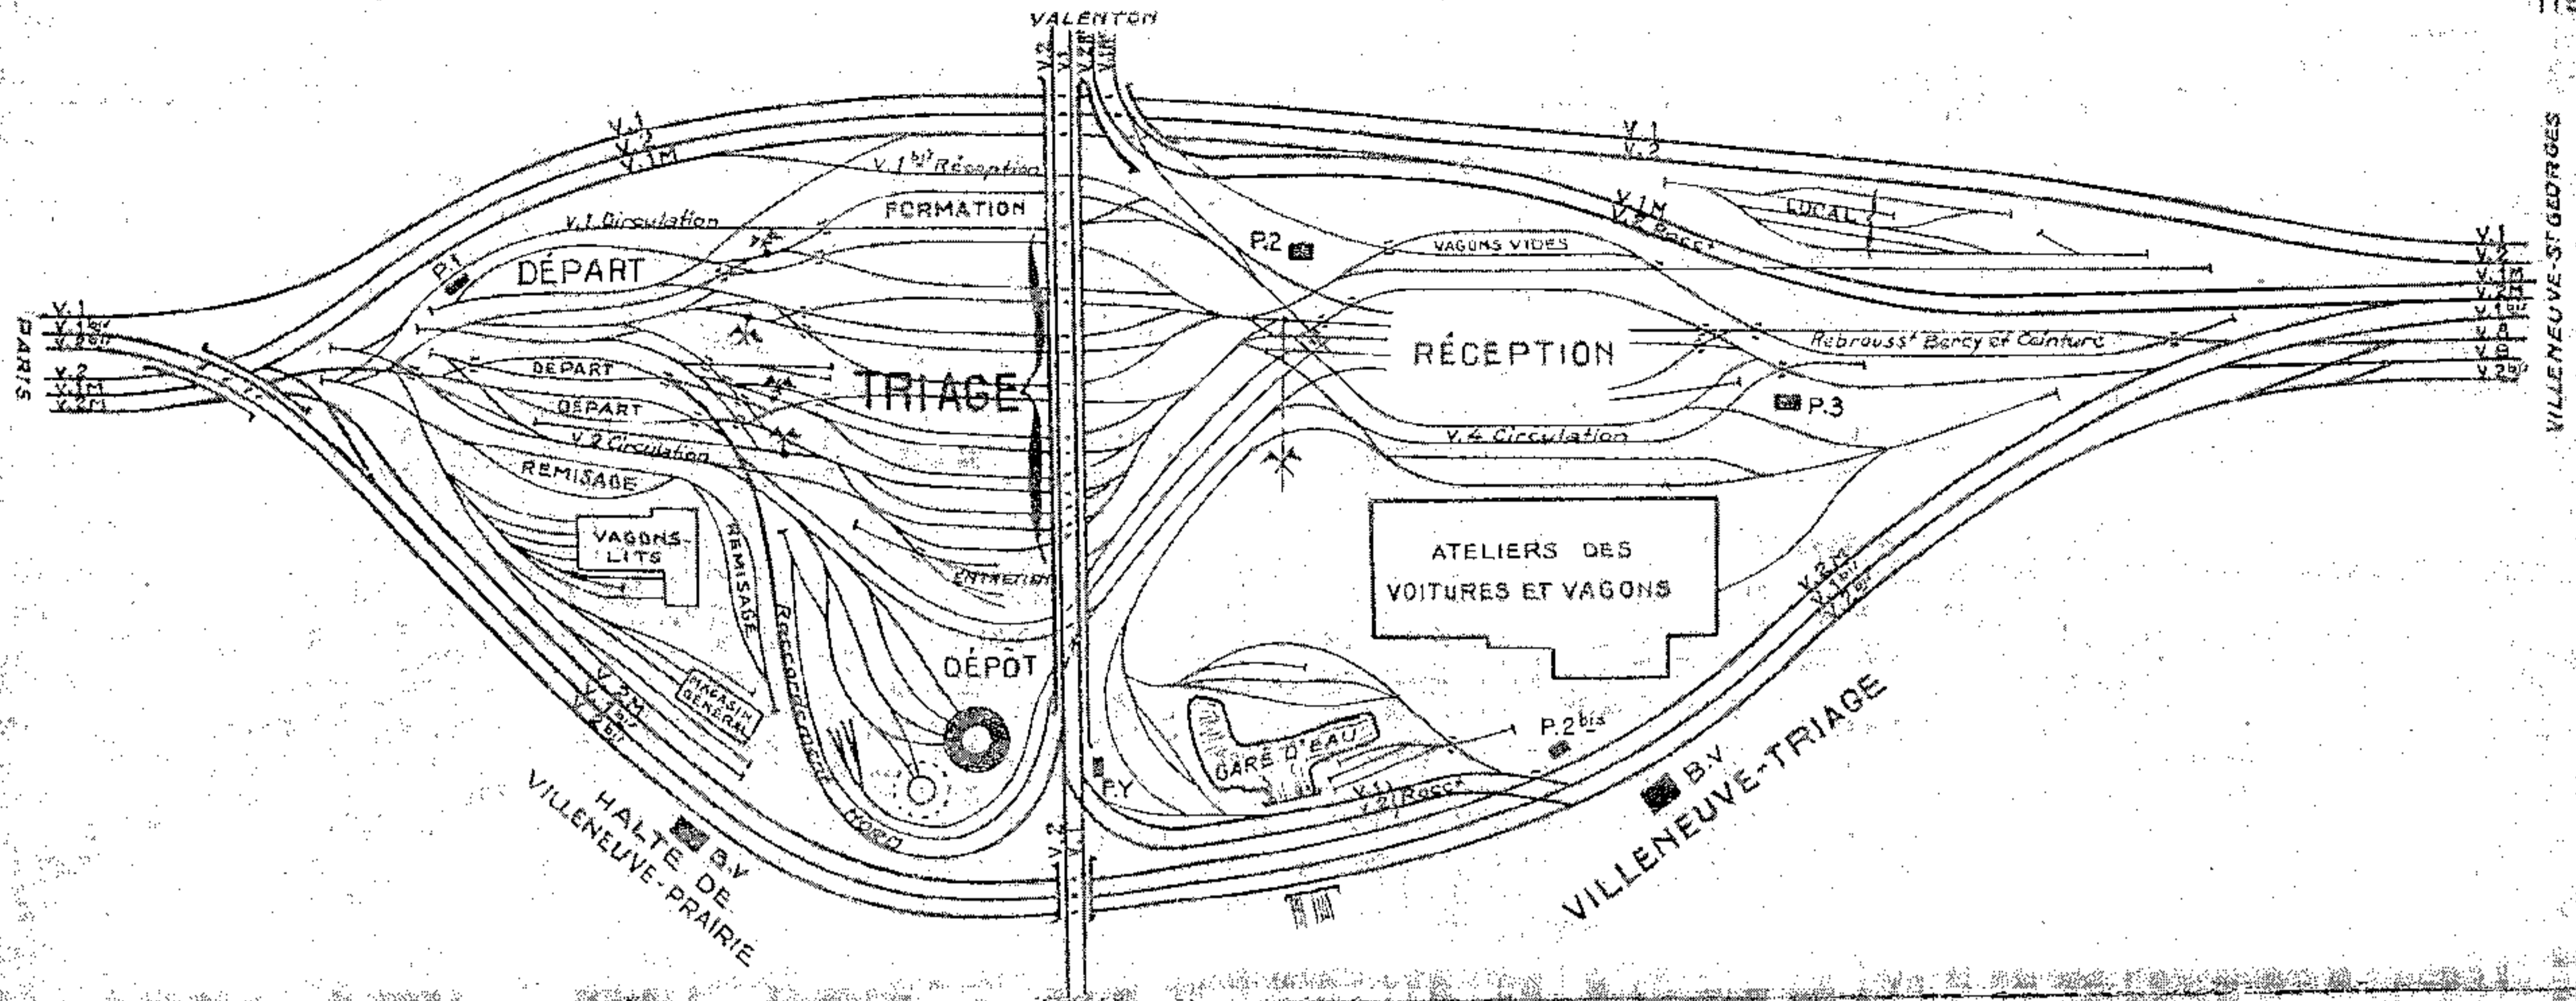 VALENTON
V.2
V.1
V.1
V.2
V.1M
V.1bis Réception
FORMATION
V.1 Circulation
P.1
DÉPART
PARIS
V.1
V.1bis
V.2bis
V.2
V.1M
V.2M
DÉPART
DÉPART
TRIAGE
V.2 Circulation
REMISAGE
VAGONS-
LITS
REMISAGE
ENTRETIEN
Raccordement
Nord
DÉPÔT
MAGASIN
GÉNÉRAL
V.2M
V.1bis
V.2bis
HALTE DE
VILLENEUVE-PRAIRIE
B.V
V.2
V.1
V.2
V.1M
P.2
VAGONS VIDES
LOCAL
RÉCEPTION
Rebrousst Bercy et Ceinture
P.3
V.4 Circulation
ATELIERS DES
VOITURES ET VAGONS
GARE D'EAU
P.2bis
P.Y
V.1
V.2 Raccx
V.2M
V.1bis
V.2bis
B.V.
VILLENEUVE-TRIAGE
V.1
V.2
V.1M
V.2M
V.1bis
V.2bis
VILLENEUVE-ST GEORGES